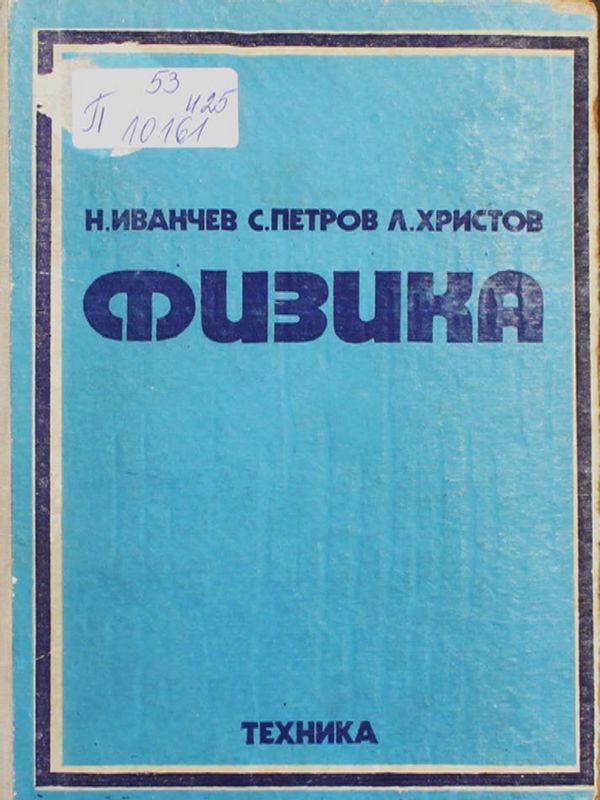 53
И25
П
10161
Н.ИВАНЧЕВ С.ПЕТРОВ Л.ХРИСТОВ
ФИЗИКА
ТЕХНИКА